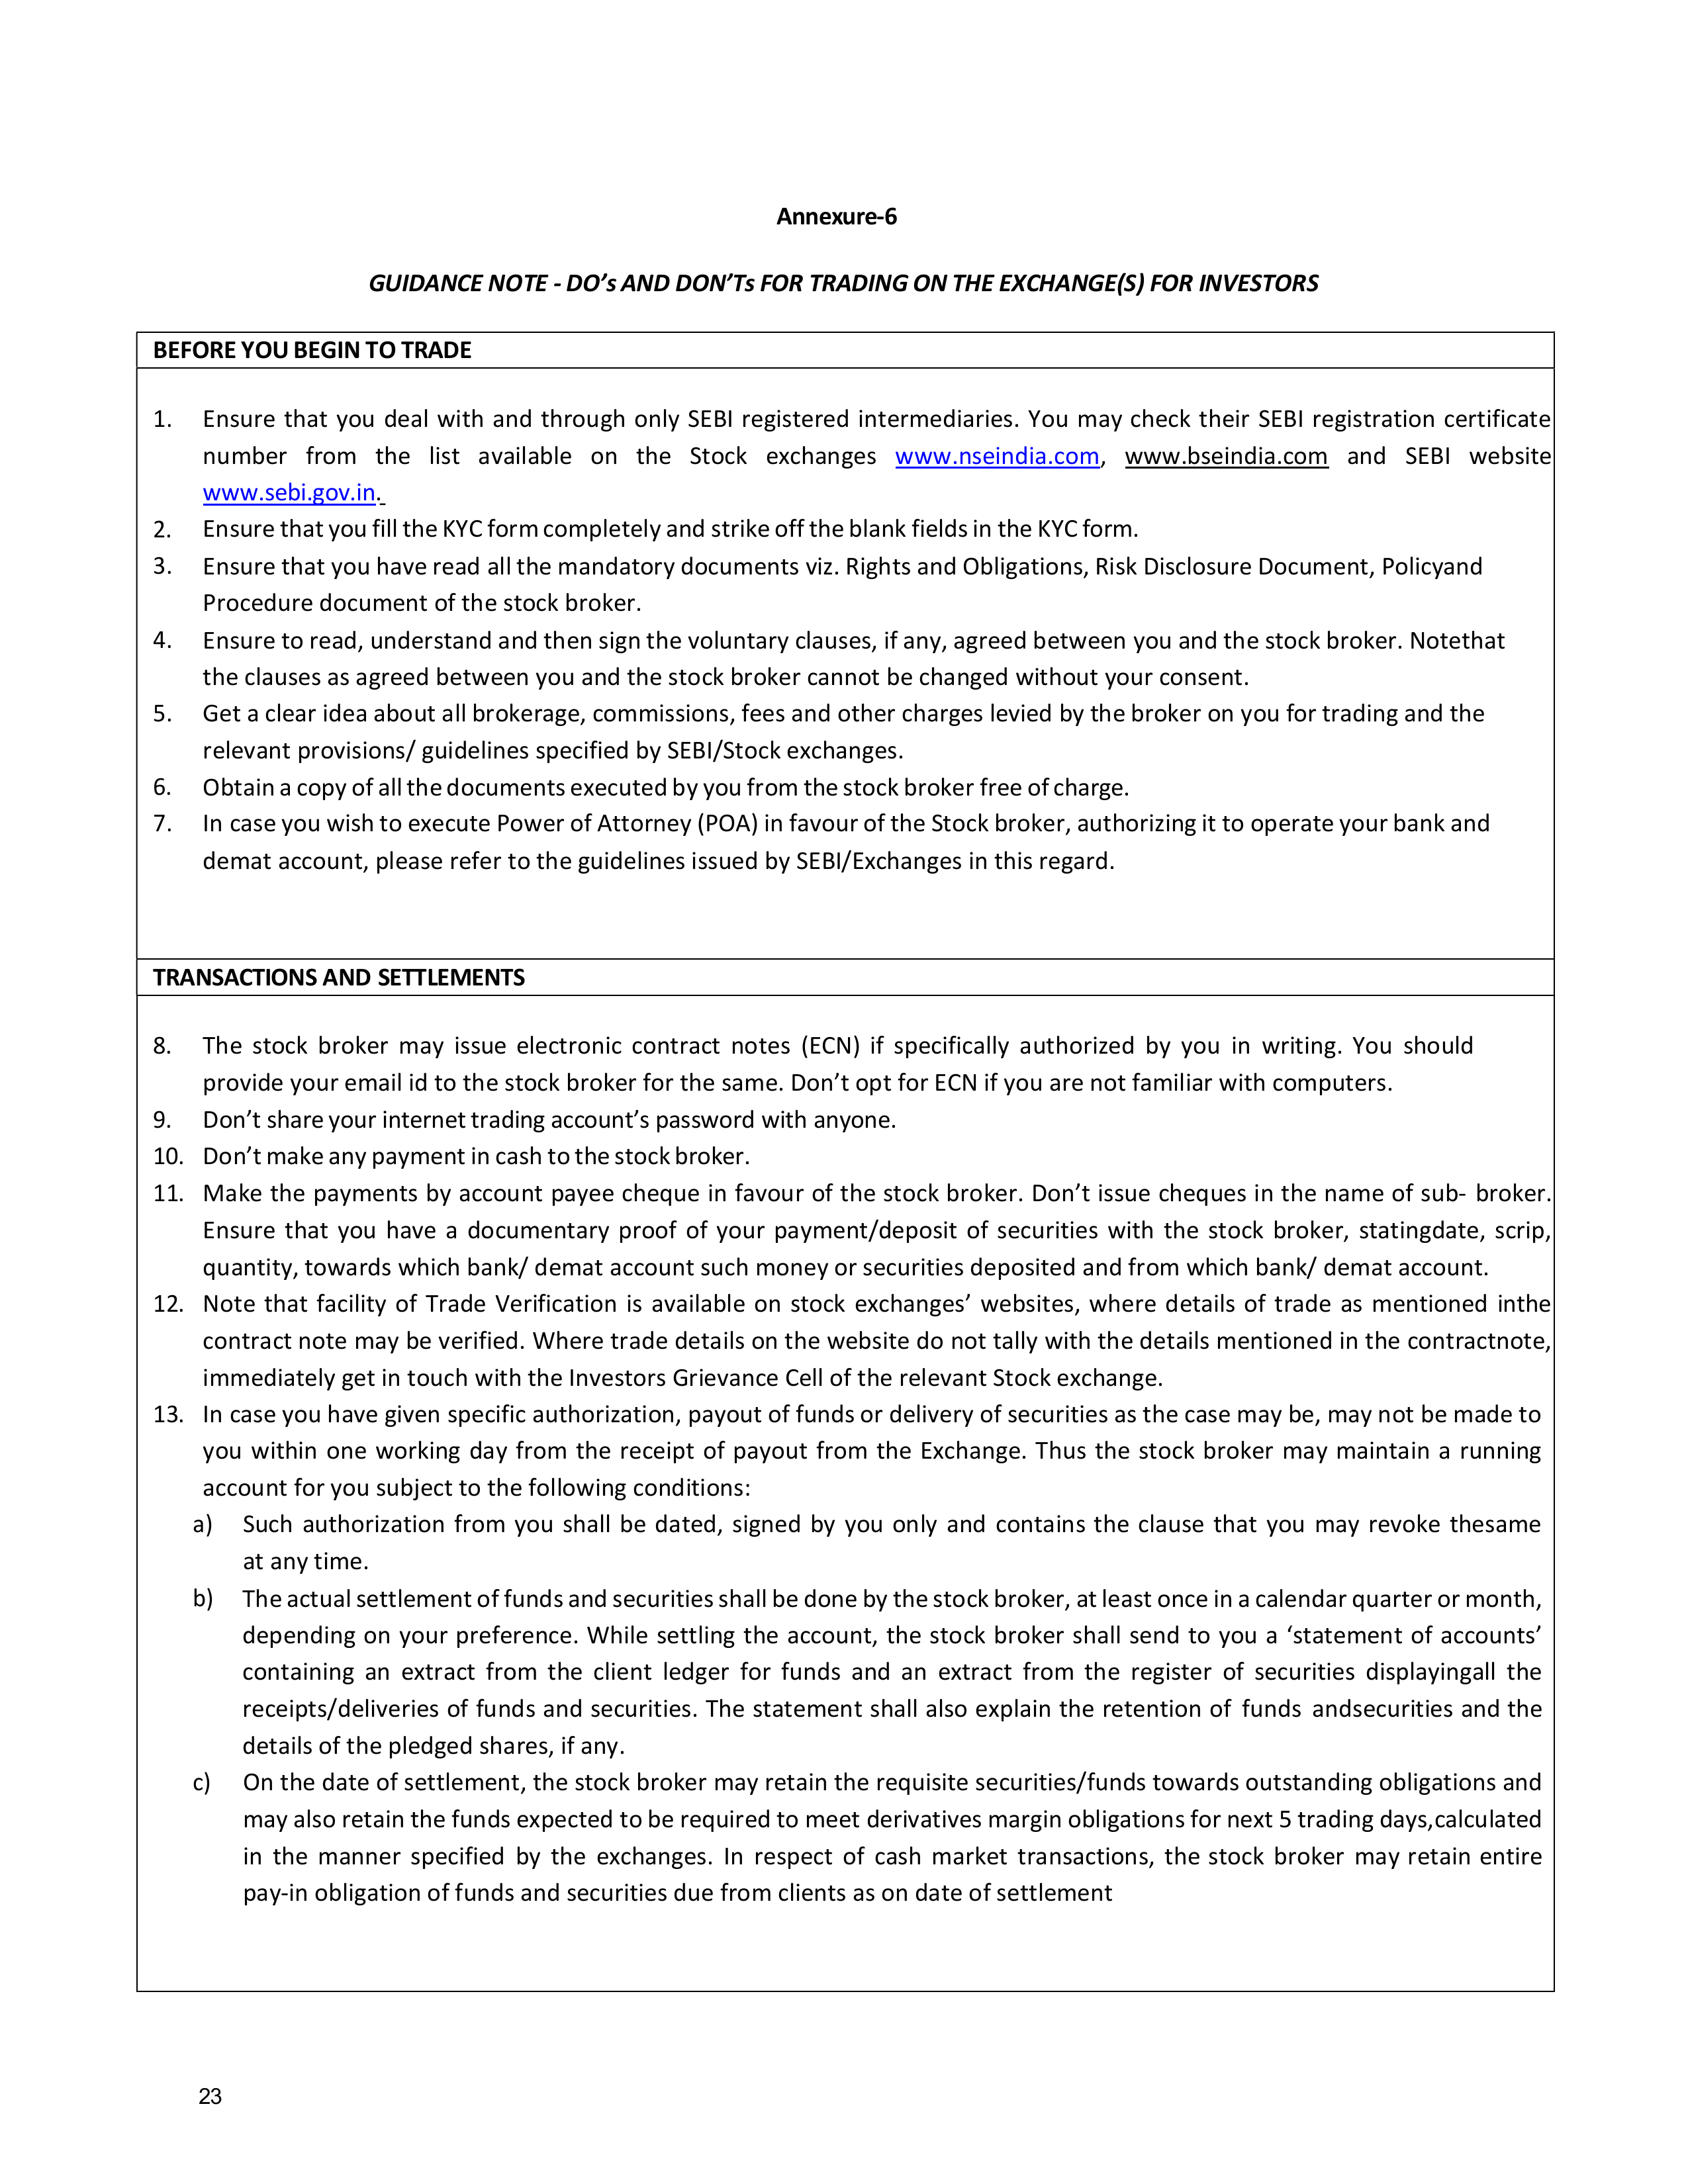 Annexure-6
GUIDANCE NOTE - DO’s AND DON’Ts FOR TRADING ON THE EXCHANGE(S) FOR INVESTORS
BEFORE YOU BEGIN TO TRADE
1. Ensure that you deal with and through only SEBI registered intermediaries. You may check their SEBI registration certificate
number from the list available on the Stock exchanges www.nseindia.com, www.bseindia.com and SEBI website
www.sebi.gov.in.
2. Ensure that you fill the KYC form completely and strike off the blank fields in the KYC form.
3. Ensure that you have read all the mandatory documents viz. Rights and Obligations, Risk Disclosure Document, Policyand
Procedure document of the stock broker.
4. Ensure to read, understand and then sign the voluntary clauses, if any, agreed between you and the stock broker. Notethat
the clauses as agreed between you and the stock broker cannot be changed without your consent.
5. Get a clear idea about all brokerage, commissions, fees and other charges levied by the broker on you for trading and the
relevant provisions/ guidelines specified by SEBI/Stock exchanges.
6. Obtain a copy of all the documents executed by you from the stock broker free of charge.
7. In case you wish to execute Power of Attorney (POA) in favour of the Stock broker, authorizing it to operate your bank and
demat account, please refer to the guidelines issued by SEBI/Exchanges in this regard.
TRANSACTIONS AND SETTLEMENTS
8. The stock broker may issue electronic contract notes (ECN) if specifically authorized by you in writing. You should
provide your email id to the stock broker for the same. Don’t opt for ECN if you are not familiar with computers.
9. Don’t share your internet trading account’s password with anyone.
10. Don’t make any payment in cash to the stock broker.
11. Make the payments by account payee cheque in favour of the stock broker. Don’t issue cheques in the name of sub- broker.
Ensure that you have a documentary proof of your payment/deposit of securities with the stock broker, statingdate, scrip,
quantity, towards which bank/ demat account such money or securities deposited and from which bank/ demat account.
12. Note that facility of Trade Verification is available on stock exchanges’ websites, where details of trade as mentioned inthe
contract note may be verified. Where trade details on the website do not tally with the details mentioned in the contractnote,
immediately get in touch with the Investors Grievance Cell of the relevant Stock exchange.
13. In case you have given specific authorization, payout of funds or delivery of securities as the case may be, may not be made to
you within one working day from the receipt of payout from the Exchange. Thus the stock broker may maintain a running
account for you subject to the following conditions:
a) Such authorization from you shall be dated, signed by you only and contains the clause that you may revoke thesame
at any time.
b) The actual settlement of funds and securities shall be done by the stock broker, at least once in a calendar quarter or month,
depending on your preference. While settling the account, the stock broker shall send to you a ‘statement of accounts’
containing an extract from the client ledger for funds and an extract from the register of securities displayingall the
receipts/deliveries of funds and securities. The statement shall also explain the retention of funds andsecurities and the
details of the pledged shares, if any.
c) On the date of settlement, the stock broker may retain the requisite securities/funds towards outstanding obligations and
may also retain the funds expected to be required to meet derivatives margin obligations for next 5 trading days,calculated
in the manner specified by the exchanges. In respect of cash market transactions, the stock broker may retain entire
pay-in obligation of funds and securities due from clients as on date of settlement
23